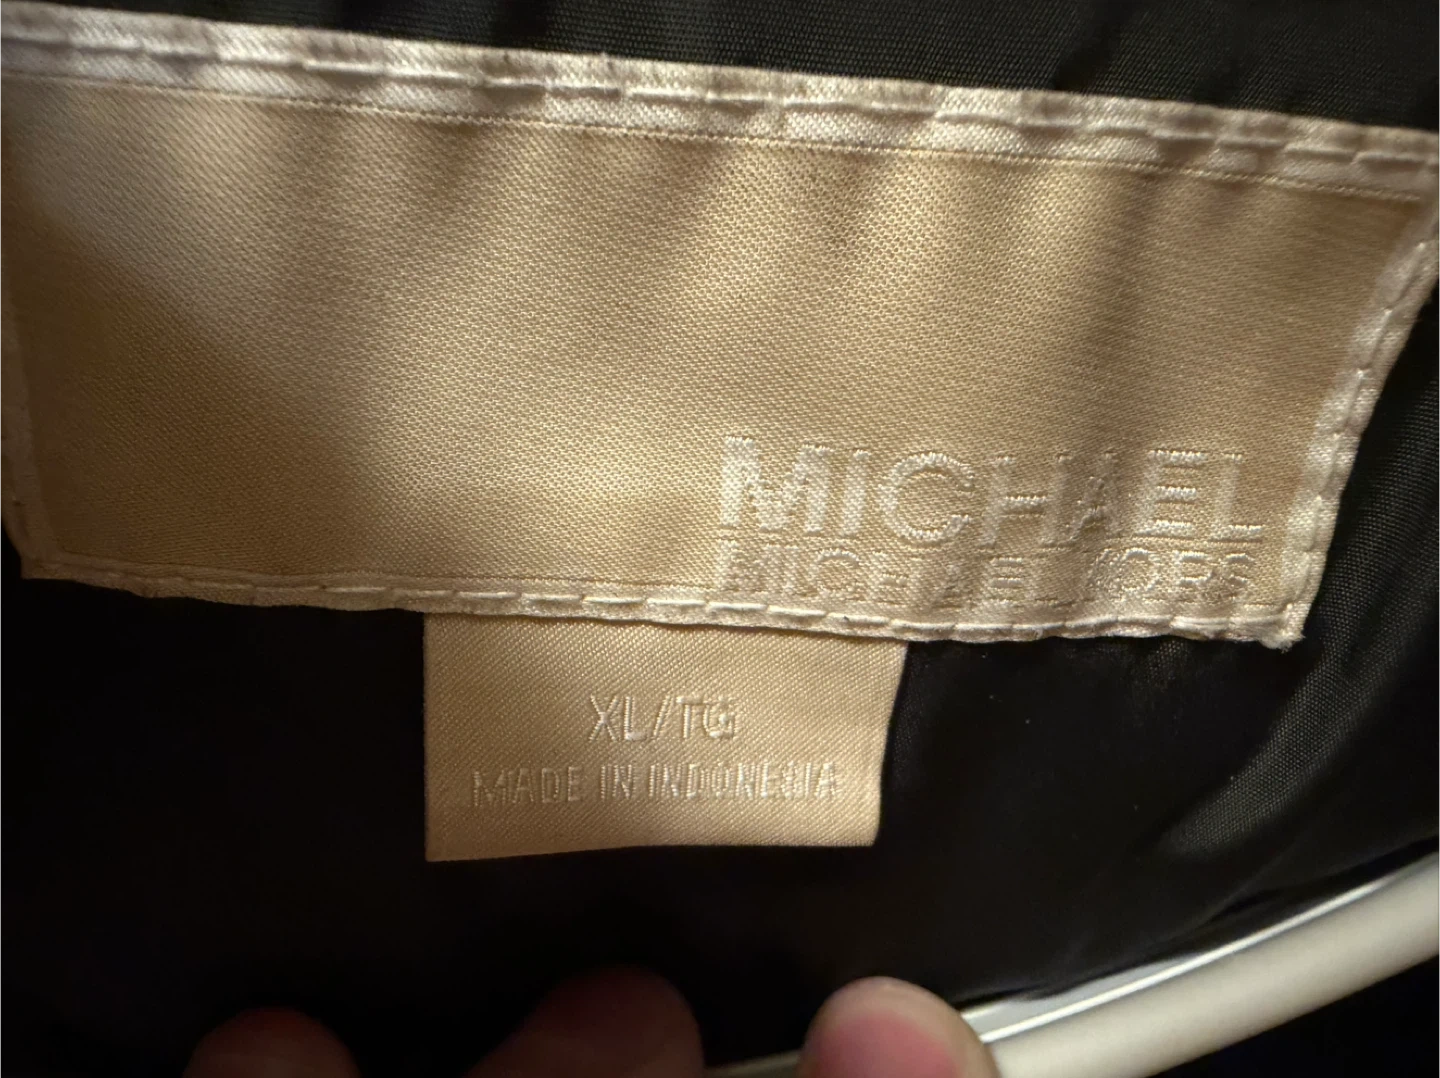 MICHAEL
MICHAEL KORS
XL/TG
MADE IN INDONESIA